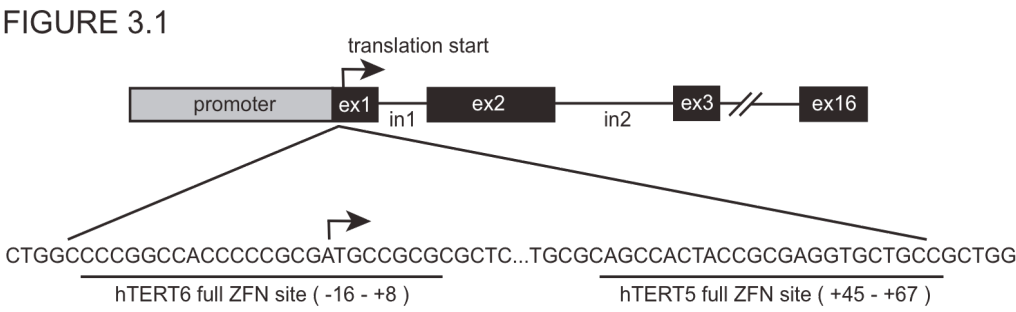 FIGURE 3.1
translation start
promoter ex1 in1 ex2 in2 ex3 ex16
CTGGCCCCGGCCACCCCCGCGATGCCGCGCGCTC...TGCGCAGCCACTACCGCGAGGTGCTGCCGCTGG
hTERT6 full ZFN site ( -16 - +8 ) hTERT5 full ZFN site ( +45 - +67 )